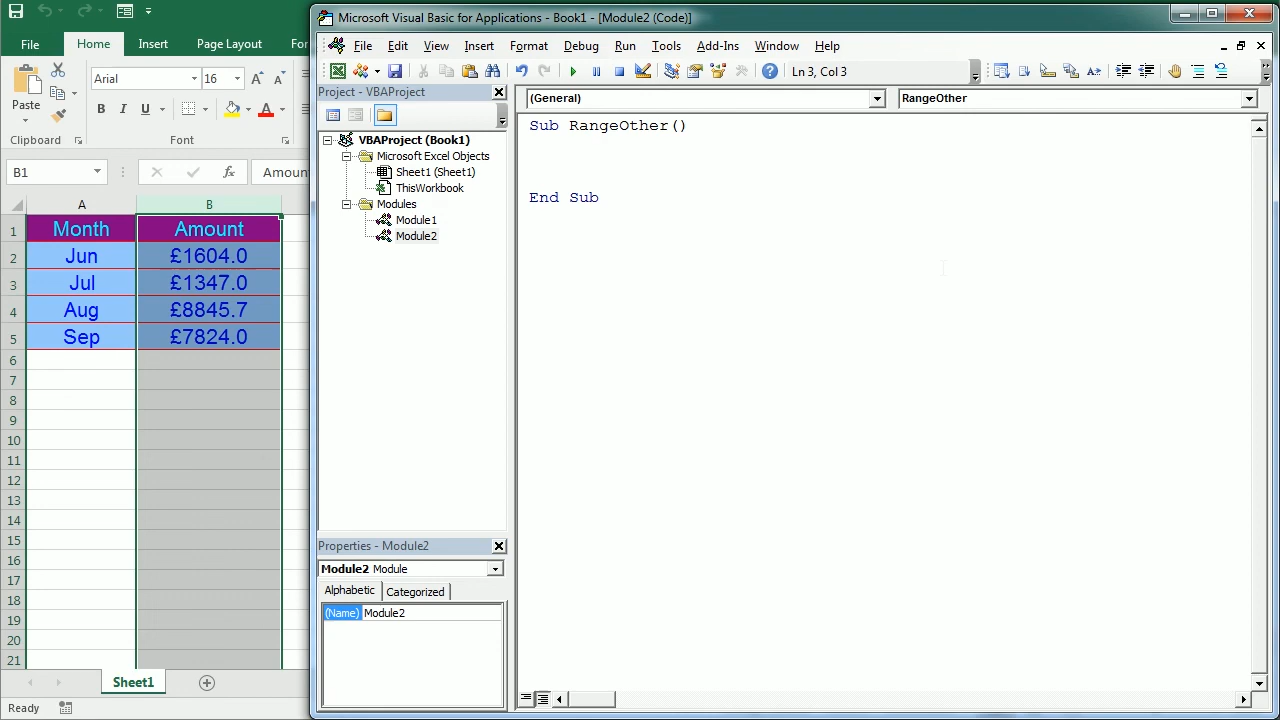 Microsoft Visual Basic for Applications - Book1 - [Module2 (Code)]
File Home Insert Page Layout For
File Edit View Insert Format Debug Run Tools Add-Ins Window Help
Paste
Arial 16
B I U A
Clipboard Font
Ln 3, Col 3
Project - VBAProject
(General) RangeOther
VBAProject (Book1)
Microsoft Excel Objects
Sheet1 (Sheet1)
ThisWorkbook
Modules
Module1
Module2
Sub RangeOther()
End Sub
B1 fx Amoun
A B
1 Month Amount
2 Jun £1604.0
3 Jul £1347.0
4 Aug £8845.7
5 Sep £7824.0
6
7
8
9
10
11
12
13
14
15
16
17
18
19
20
21
Properties - Module2
Module2 Module
Alphabetic Categorized
(Name) Module2
Sheet1
Ready